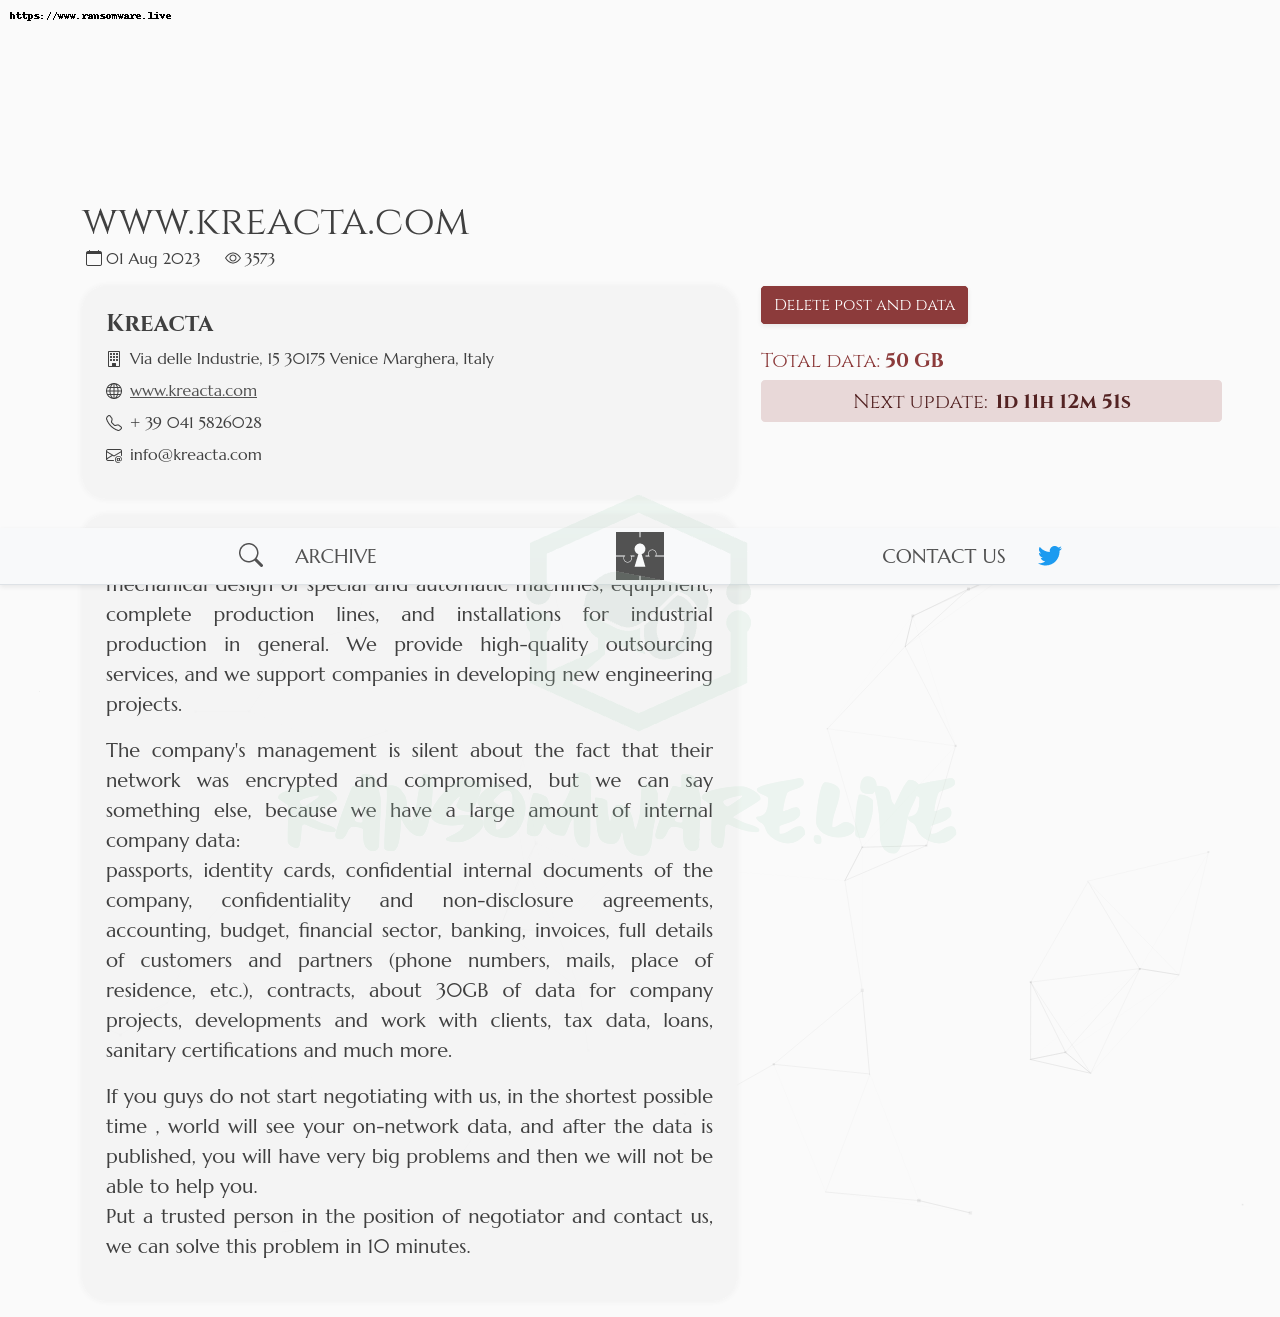 https://www.ransomware.live
WWW.KREACTA.COM
01 Aug 2023 3573
Kreacta
Via delle Industrie, 15 30175 Venice Marghera, Italy
www.kreacta.com
+ 39 041 5826028
info@kreacta.com
Delete post and data
Total data: 50 GB
Next update: 1d 11h 12m 51s
ARCHIVE
CONTACT US
mechanical design of special and automatic machines, equipment,
complete production lines, and installations for industrial
production in general. We provide high-quality outsourcing
services, and we support companies in developing new engineering
projects.
The company's management is silent about the fact that their
network was encrypted and compromised, but we can say
something else, because we have a large amount of internal
company data:
passports, identity cards, confidential internal documents of the
company, confidentiality and non-disclosure agreements,
accounting, budget, financial sector, banking, invoices, full details
of customers and partners (phone numbers, mails, place of
residence, etc.), contracts, about 30GB of data for company
projects, developments and work with clients, tax data, loans,
sanitary certifications and much more.
If you guys do not start negotiating with us, in the shortest possible
time , world will see your on-network data, and after the data is
published, you will have very big problems and then we will not be
able to help you.
Put a trusted person in the position of negotiator and contact us,
we can solve this problem in 10 minutes.
RANSOMWARE.LIVE